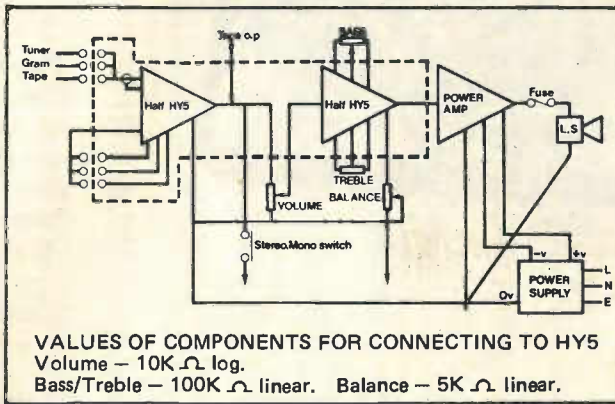 Tape o.p
BASS
Tuner
Gram
Tape
Half HY5
Half HY5
POWER
AMP
Fuse
L.S
TREBLE
VOLUME
BALANCE
Stereo.Mono switch
–v
+v
Ov
POWER
SUPPLY
L
N
E
VALUES OF COMPONENTS FOR CONNECTING TO HY5
Volume – 10K Ω log.
Bass/Treble – 100K Ω linear. Balance – 5K Ω linear.